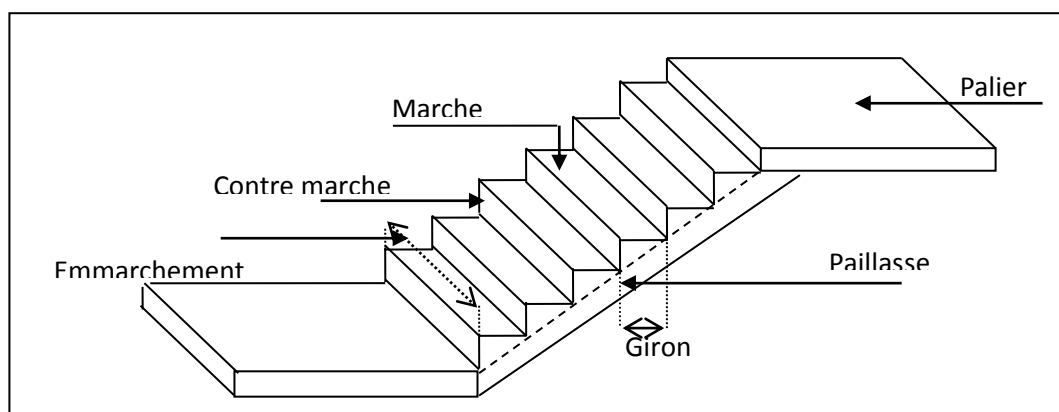 Palier
Marche
Contre marche
Emmarchement
Paillasse
Giron